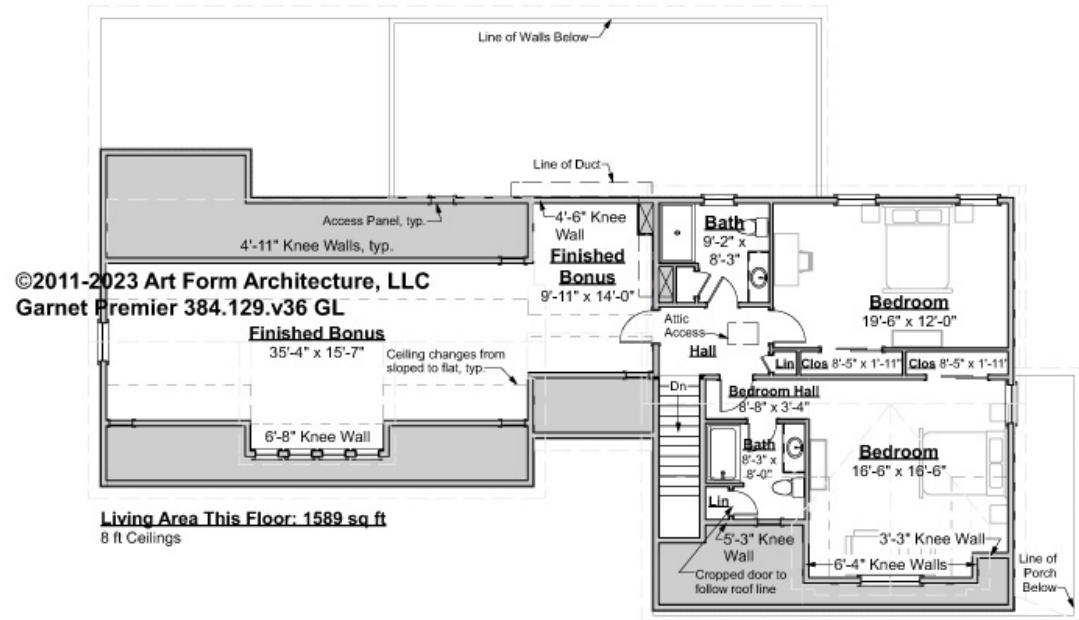 Line of Walls Below
Line of Duct
Access Panel, typ.
4'-11" Knee Walls, typ.
4'-6" Knee
Wall
Finished
Bonus
9'-11" x 14'-0"
Bath
9'-2" x
8'-3"
©2011-2023 Art Form Architecture, LLC
Garnet Premier 384.129.v36 GL
Finished Bonus
35'-4" x 15'-7"
Ceiling changes from
sloped to flat, typ.
Attic
Access
Hall
Bedroom
19'-6" x 12'-0"
Lin
Clos 8'-5" x 1'-11"
Clos 8'-5" x 1'-11"
Dn
Bedroom Hall
8'-8" x 3'-4"
6'-8" Knee Wall
Bath
8'-3" x
8'-0"
Bedroom
16'-6" x 16'-6"
Lin
Living Area This Floor: 1589 sq ft
8 ft Ceilings
5'-3" Knee
Wall
3'-3" Knee Wall
6'-4" Knee Walls
Cropped door to
follow roof line
Line of
Porch
Below